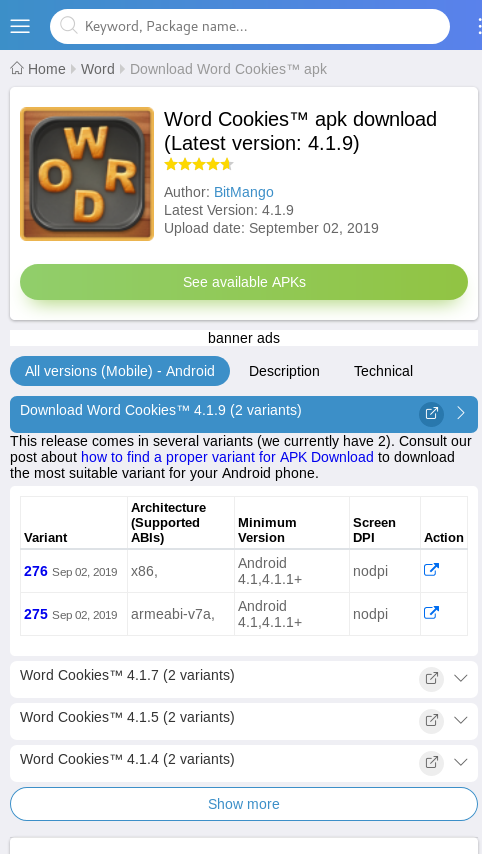 Keyword, Package name...
Home Word Download Word Cookies™ apk
WORD
Word Cookies™ apk download
(Latest version: 4.1.9)
Author: BitMango
Latest Version: 4.1.9
Upload date: September 02, 2019
See available APKs
banner ads
All versions (Mobile) - Android Description Technical
Download Word Cookies™ 4.1.9 (2 variants)
This release comes in several variants (we currently have 2). Consult our
post about how to find a proper variant for APK Download to download
the most suitable variant for your Android phone.
Variant Architecture (Supported ABIs) Minimum Version Screen DPI Action
276 Sep 02, 2019 x86, Android 4.1,4.1.1+ nodpi
275 Sep 02, 2019 armeabi-v7a, Android 4.1,4.1.1+ nodpi
Word Cookies™ 4.1.7 (2 variants)
Word Cookies™ 4.1.5 (2 variants)
Word Cookies™ 4.1.4 (2 variants)
Show more